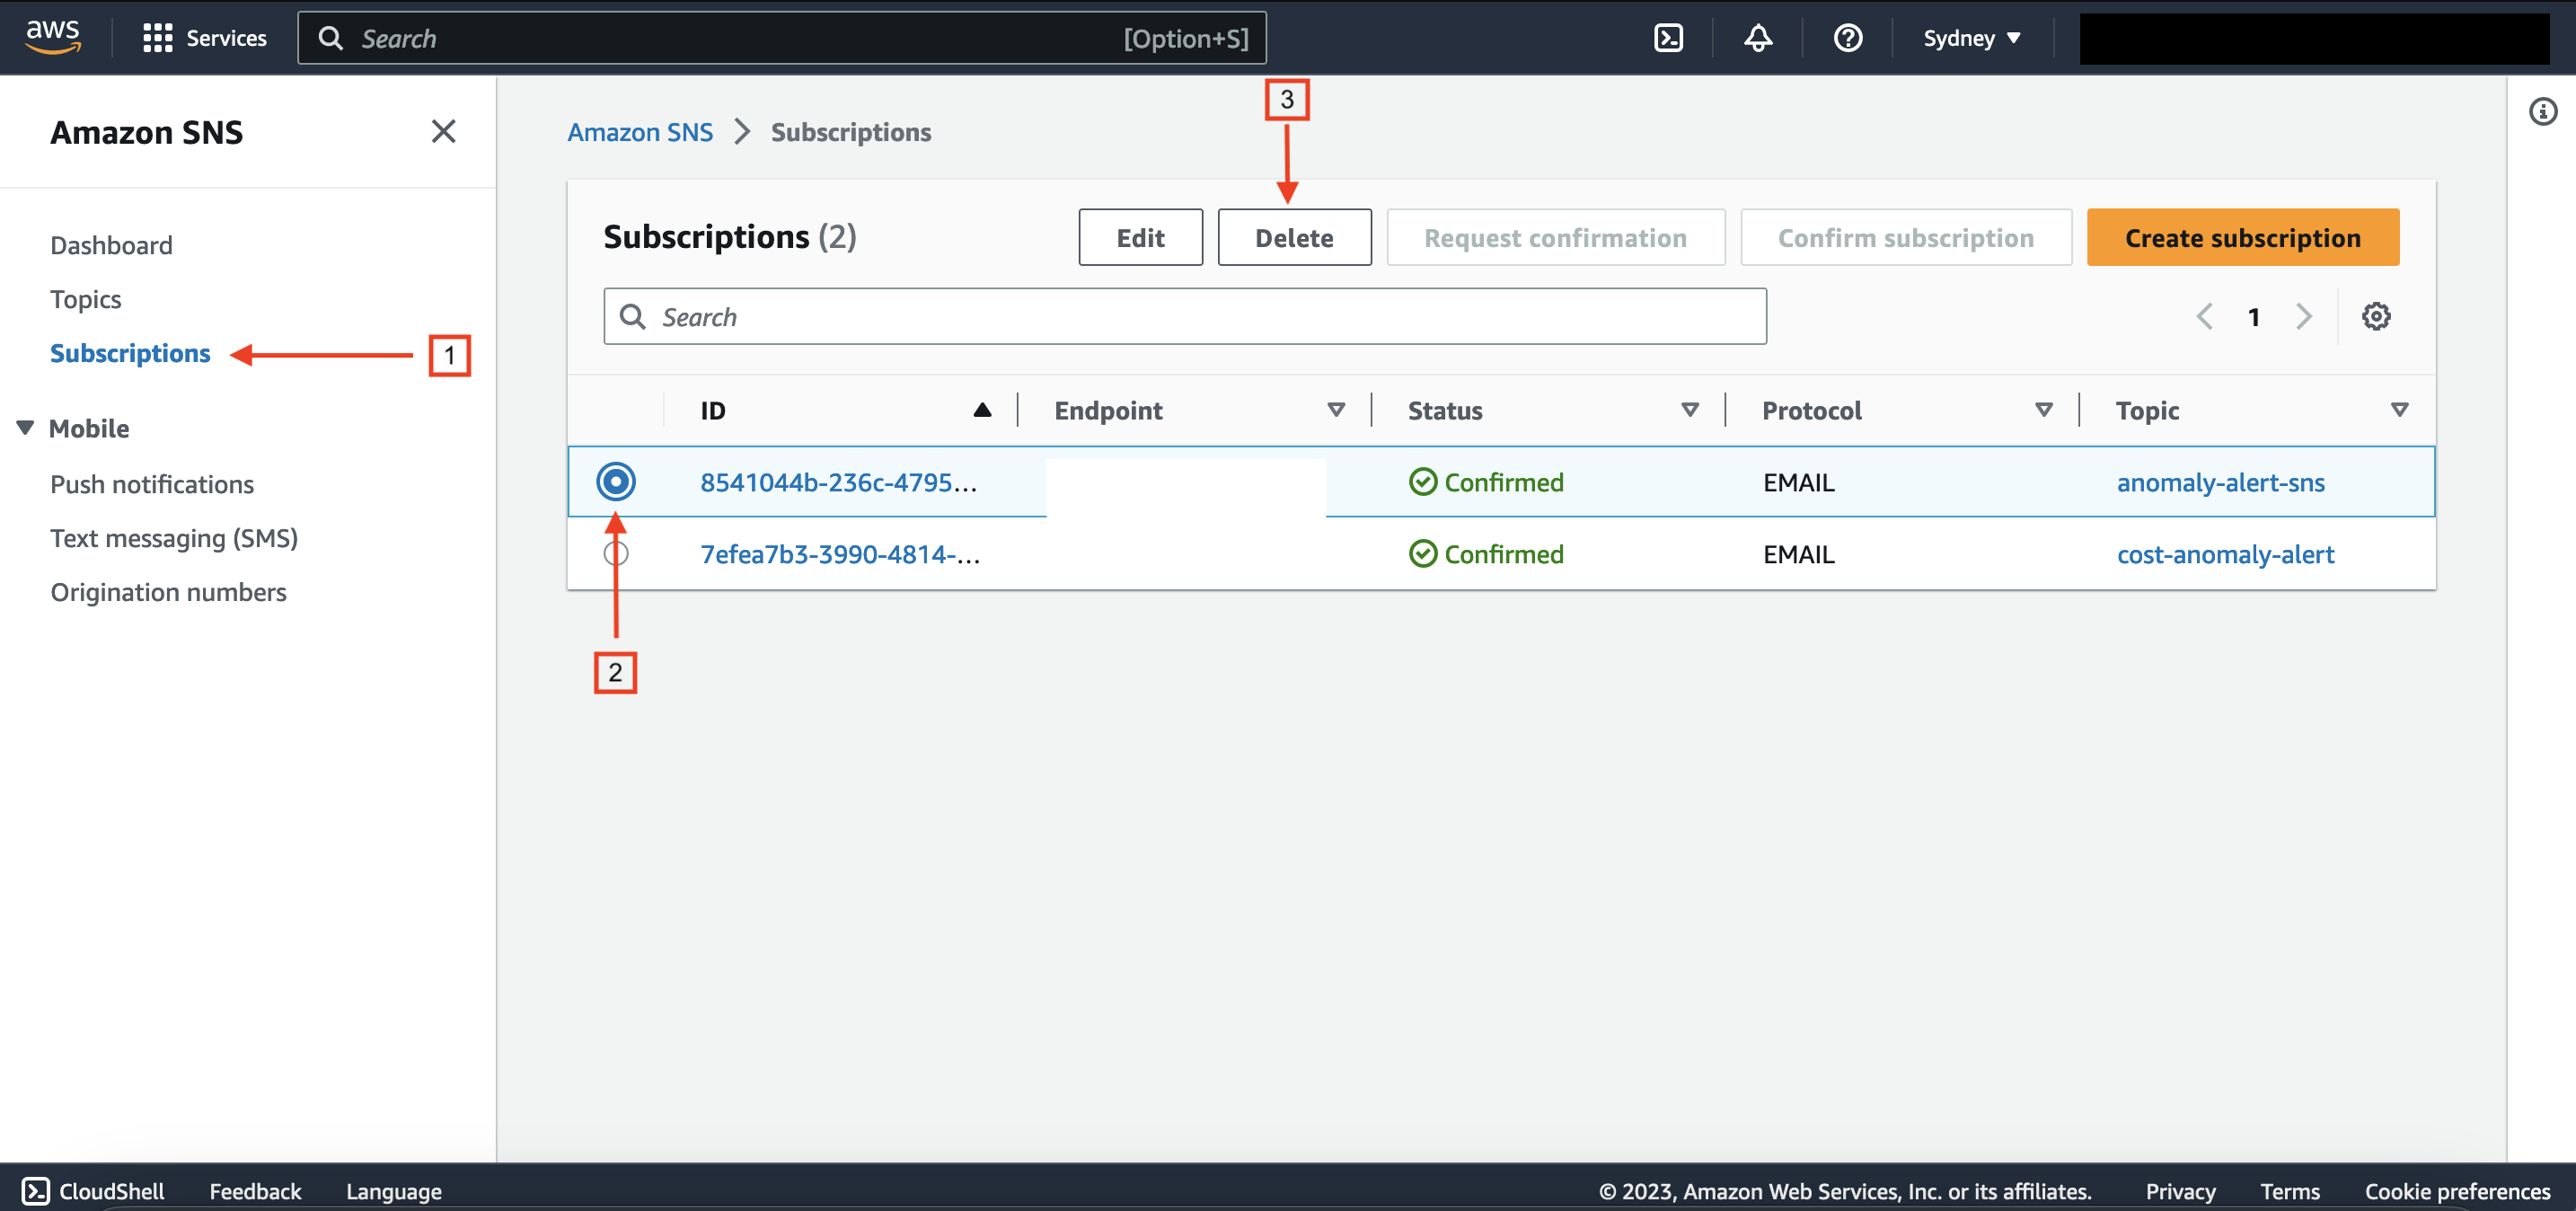 aws Services Search [Option+S] Sydney
3
Amazon SNS
Amazon SNS Subscriptions
Subscriptions (2) Edit Delete Request confirmation Confirm subscription Create subscription
Dashboard
Topics
Search 1
Subscriptions 1
ID Endpoint Status Protocol Topic
Mobile
8541044b-236c-4795... Confirmed EMAIL anomaly-alert-sns
Push notifications
Text messaging (SMS)
7efea7b3-3990-4814-... Confirmed EMAIL cost-anomaly-alert
Origination numbers
2
CloudShell Feedback Language © 2023, Amazon Web Services, Inc. or its affiliates. Privacy Terms Cookie preferences